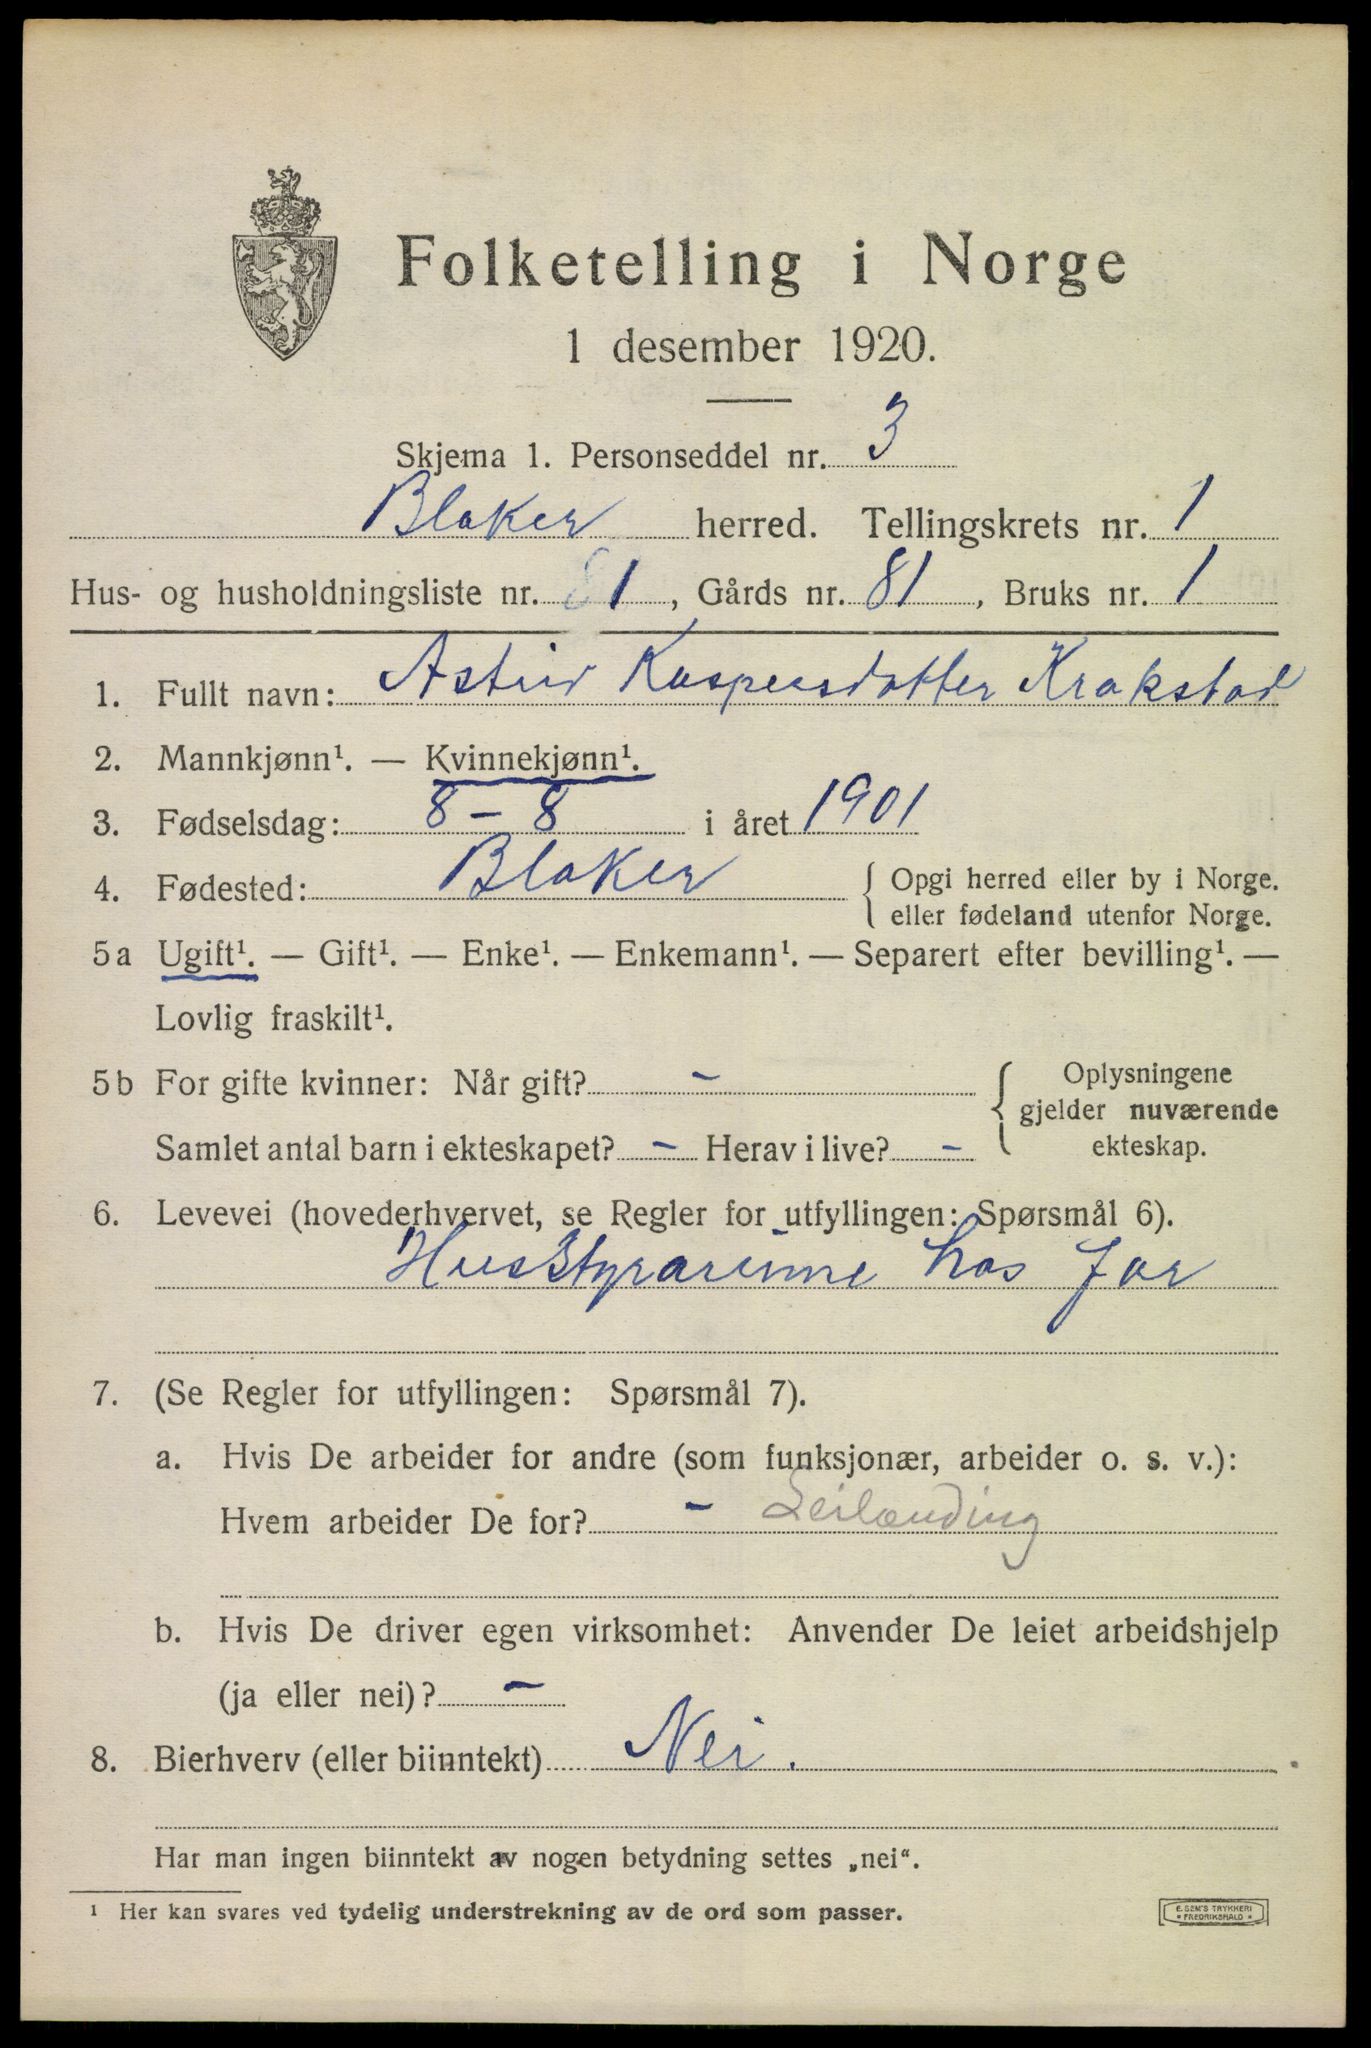 Folketelling i Norge
1 desember 1920.
Skjema 1. Personseddel nr. 3
Blaker herred. Tellingskrets nr. 1
Hus- og husholdningsliste nr. 1, Gårds nr. 81, Bruks nr. 1
1. Fullt navn: Astrid Kaspersdatter Krakstad
2. Mannkjønn¹. — Kvinnekjønn¹.
3. Fødselsdag: 8 – 8 i året 1901
4. Fødested: Blaker { Opgi herred eller by i Norge.
eller fødeland utenfor Norge.
5a Ugift¹. — Gift¹. — Enke¹. — Enkemann¹. — Separert efter bevilling¹. —
Lovlig fraskilt¹.
5b For gifte kvinner: Når gift? – { Oplysningene
gjelder nuværende
Samlet antal barn i ekteskapet? – Herav i live? – ekteskap.
6. Levevei (hovederhvervet, se Regler for utfyllingen: Spørsmål 6).
Husstyrarinne hos far
7. (Se Regler for utfyllingen: Spørsmål 7).
a. Hvis De arbeider for andre (som funksjonær, arbeider o. s. v.):
Hvem arbeider De for? – Leilænding
b. Hvis De driver egen virksomhet: Anvender De leiet arbeidshjelp
(ja eller nei)? –
8. Bierhverv (eller biinntekt) Nei.
Har man ingen biinntekt av nogen betydning settes „nei“.
¹ Her kan svares ved tydelig understrekning av de ord som passer.
E. SEM'S TRYKKERI
* FREDRIKSHALD *